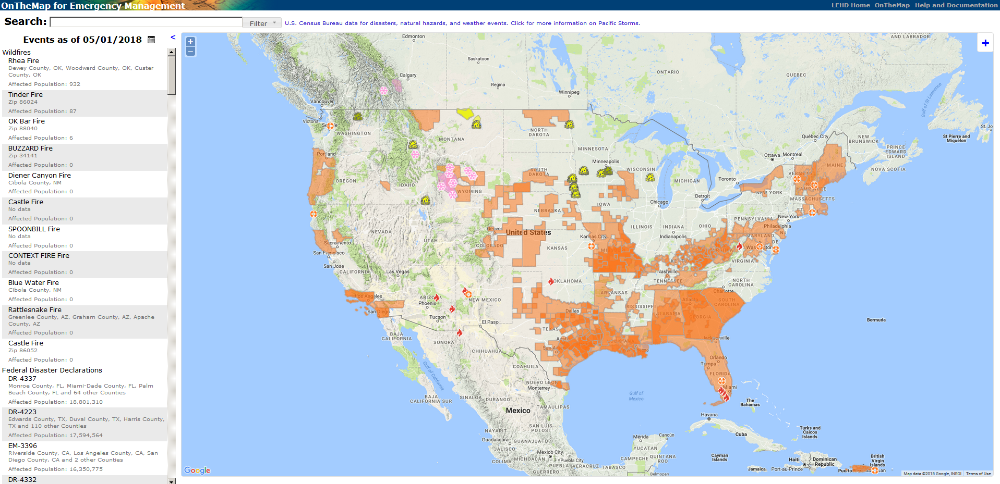 OnTheMap for Emergency Management
LEHD Home OnTheMap Help and Documentation
Search:
Filter
U.S. Census Bureau data for disasters, natural hazards, and weather events. Click for more information on Pacific Storms.
Events as of 05/01/2018
<
Wildfires
Rhea Fire
Dewey County, OK, Woodward County, OK, Custer
County, OK
Affected Population: 932
Tinder Fire
Zip 86024
Affected Population: 87
OK Bar Fire
Zip 88040
Affected Population: 6
BUZZARD Fire
Zip 34141
Affected Population: 0
Diener Canyon Fire
Cibola County, NM
Affected Population: 0
Castle Fire
No data
Affected Population: 0
SPOONBILL Fire
No data
Affected Population: 0
CONTEXT FIRE Fire
No data
Affected Population: 0
Blue Water Fire
Cibola County, NM
Affected Population: 0
Rattlesnake Fire
Greenlee County, AZ, Graham County, AZ, Apache
County, AZ
Affected Population: 0
Castle Fire
Zip 86052
Affected Population: 0
Federal Disaster Declarations
DR-4337
Monroe County, FL, Miami-Dade County, FL, Palm
Beach County, FL and 64 other Counties
Affected Population: 18,801,310
DR-4223
Edwards County, TX, Duval County, TX, Harris County,
TX and 110 other Counties
Affected Population: 17,594,564
EM-3396
Riverside County, CA, Los Angeles County, CA, San
Diego County, CA and 2 other Counties
Affected Population: 16,350,775
DR-4332
+
−
+
AND LABRADOR
Edmonton
Saskatoon
ONTARIO
QUEBEC
Calgary
Regina
Winnipeg
Gulf of St Lawrence
Vancouver
Victoria
WASHINGTON
MONTANA
NORTH
DAKOTA
MINNESOTA
Québec City
NEW
BRUNSWICK
St. Jo
St Pierre and
Miquelon
PRINCE
EDWARD
ISLAND
NOVA SCOTIA
Ottawa
Montreal
MAINE
Portland
OREGON
IDAHO
WYOMING
SOUTH
DAKOTA
Minneapolis
WISCONSIN
MICHIGAN
Toronto
NEW YORK
MASSACHUSETTS
Detroit
Chicago
IOWA
NEBRASKA
New York
PENNSYLVANIA
Philadelphia
NJ
ILLINOIS
INDIANA
OHIO
Indianapolis
MARYLAND
DE
NEVADA
UTAH
Denver
COLORADO
United States
KANSAS
Kansas City
Sacramento
San Francisco
San Jose
CALIFORNIA
Las Vegas
VIRGINIA
Nashville
TENNESSEE
NORTH
CAROLINA
Charlotte
SOUTH
CAROLINA
OKLAHOMA
ARKANSAS
MISSISSIPPI
ALABAMA
Atlanta
GEORGIA
Los Angeles
San Diego
Phoenix
Tucson
NEW MEXICO
El Paso
Dallas
TEXAS
Jacksonville
Bermuda
Orlando
Tampa
FLORIDA
Miami
BAJA
CALIFORNIA
SONORA
CHIHUAHUA
COAHUILA
Gulf of California
NUEVO LEON
Monterrey
BAJA
CALIFORNIA SUR
SINALOA
DURANGO
TAMAULIPAS
Gulf of
Mexico
Mexico
The
Bahamas
Havana
Cuba
Turks and
Caicos
Islands
SAN LUIS
POTOSI
NAYARIT
Guadalajara
GUANAJUATO
JALISCO
Mexico City
COLIMA
MICHOACÁN
Puebla City
PUEBLA
VERACRUZ
TABASCO
GUERRERO
Mérida
Cancún
YUCATAN
CAMPECHE
QUINTANA
ROO
Belmopan
Cayman
Islands
Jamaica
Haiti
Port-au-Prince
Dominican
Republic
British
Virgin
Islands
Google
Map data ©2018 Google, INEGI
Terms of Use